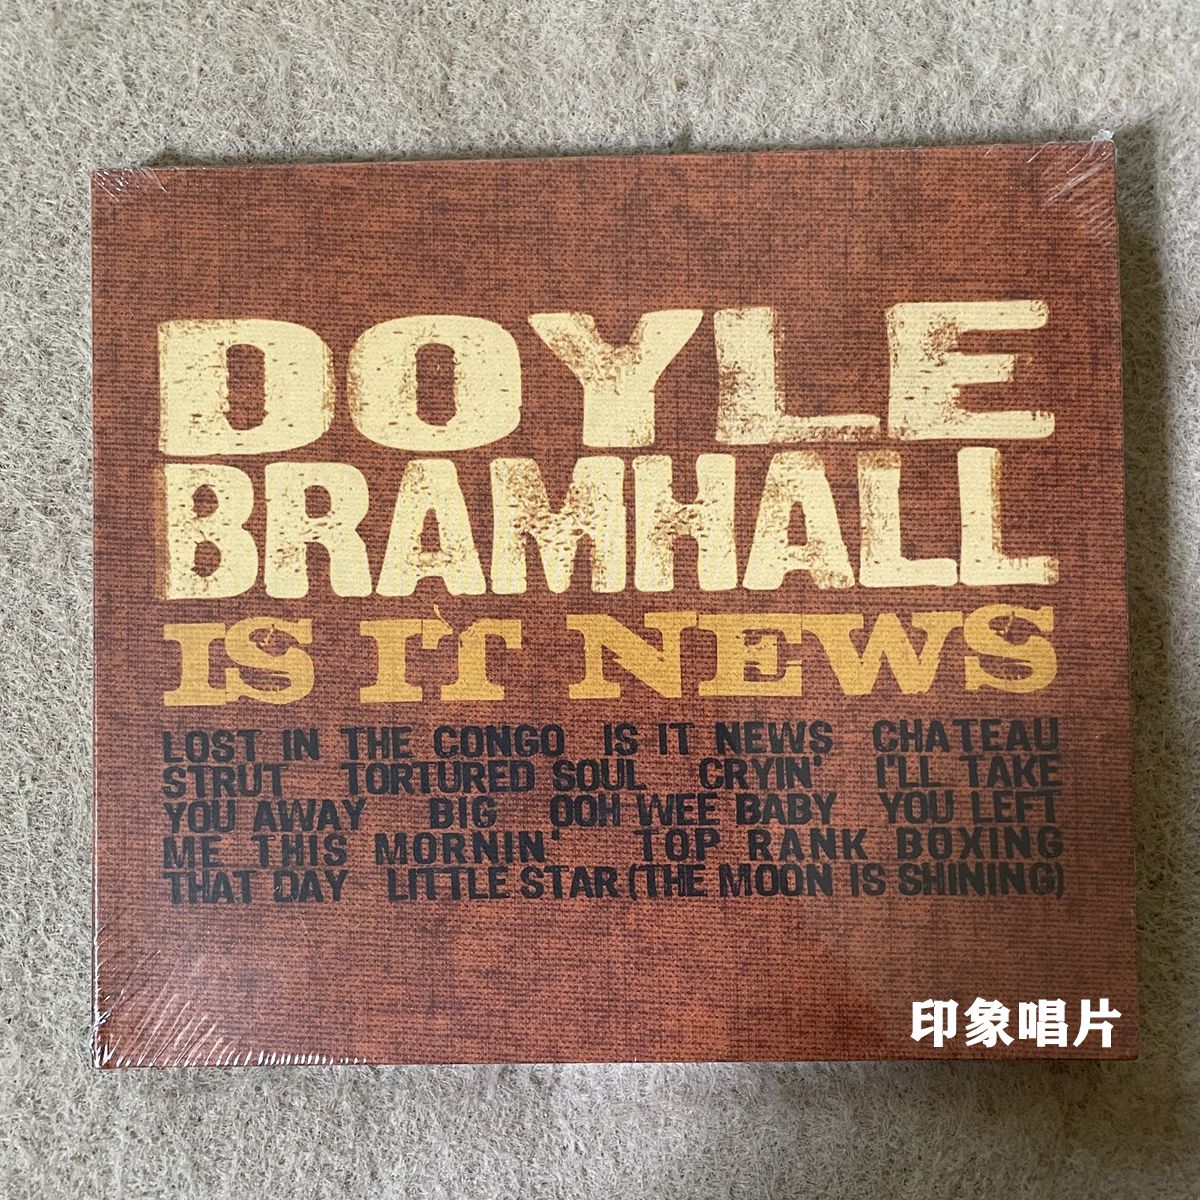 DOYLE
BRAMHALL
IS IT NEWS
LOST IN THE CONGO IS IT NEWS CHATEAU
STRUT TORTURED SOUL CRYIN' I'LL TAKE
YOU AWAY BIG OOH WEE BABY YOU LEFT
ME THIS MORNIN' TOP RANK BOXING
THAT DAY LITTLE STAR (THE MOON IS SHINING)
印象唱片